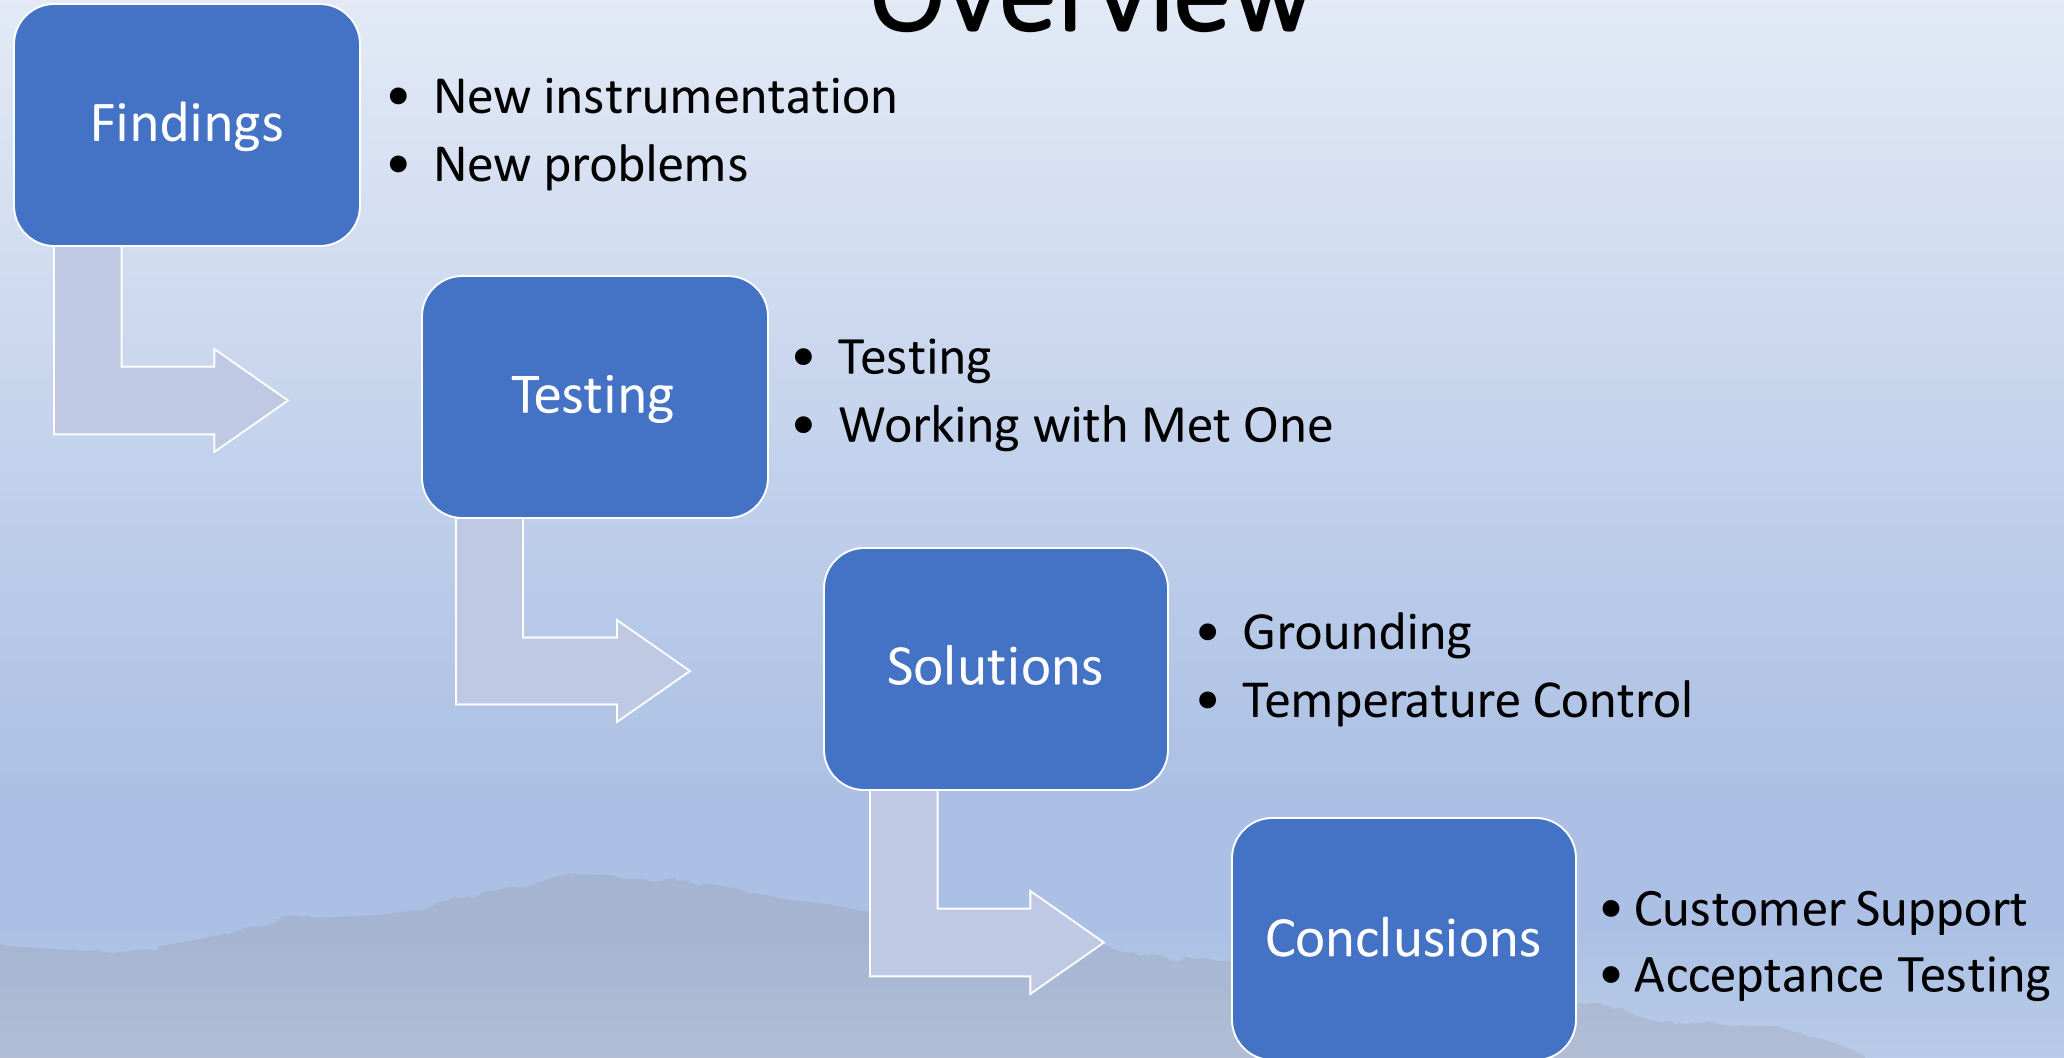 Overview
Findings
• New instrumentation
• New problems
Testing
• Testing
• Working with Met One
Solutions
• Grounding
• Temperature Control
Conclusions
• Customer Support
• Acceptance Testing